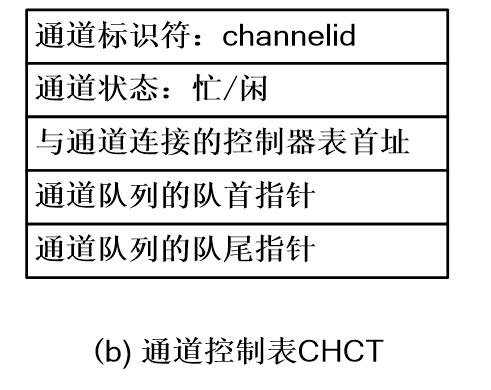 通道标识符：channelid
通道状态：忙/闲
与通道连接的控制器表首址
通道队列的队首指针
通道队列的队尾指针
(b) 通道控制表CHCT